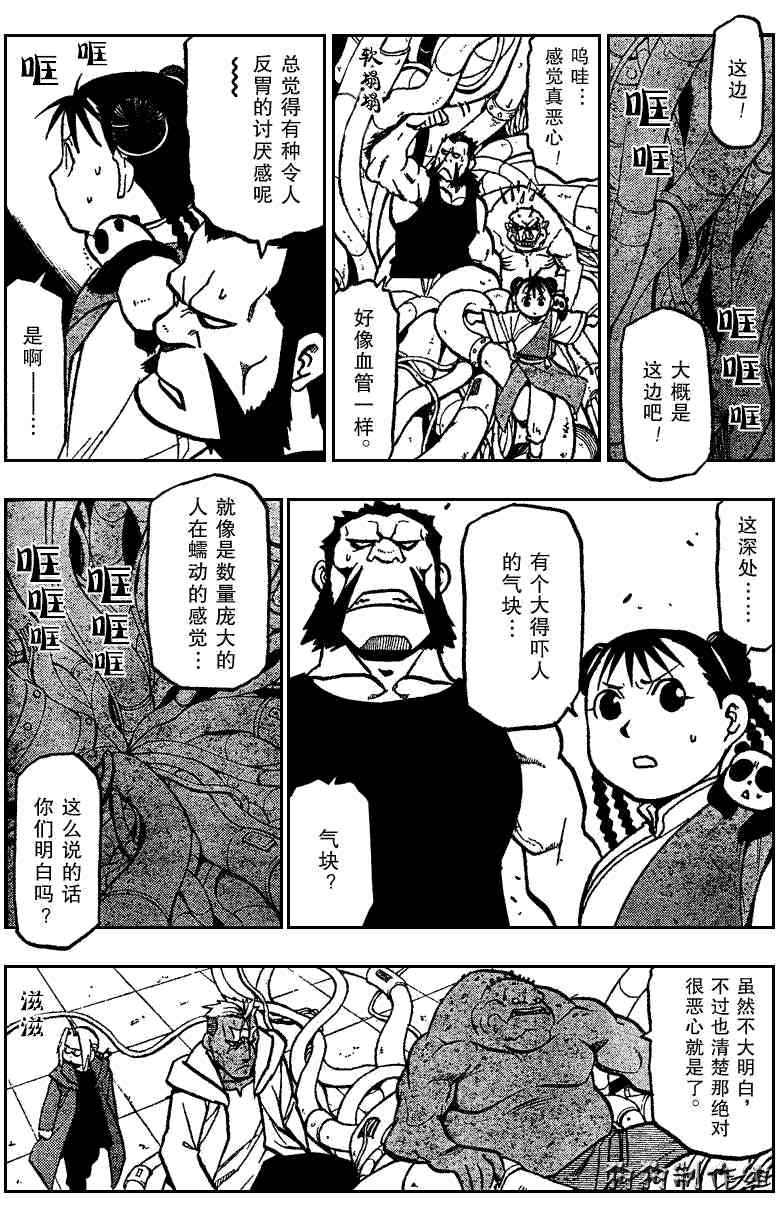 这边！
哐
哐
大概是
这边吧！
哐
哐
哐
呜哇…
感觉真恶心！
软塌塌
好像血管一样。
总觉得有种令人
反胃的讨厌感呢
哐
哐
是啊——…
这深处……
有个大得吓人
的气块…
气块？
就像是数量庞大的
人在蠕动的感觉…
哐
哐
哐
哐
哐
哐
这么说的话
你们明白吗？
虽然不大明白，
不过也清楚那绝对
很恶心就是了。
滋
滋
狗狗制作组